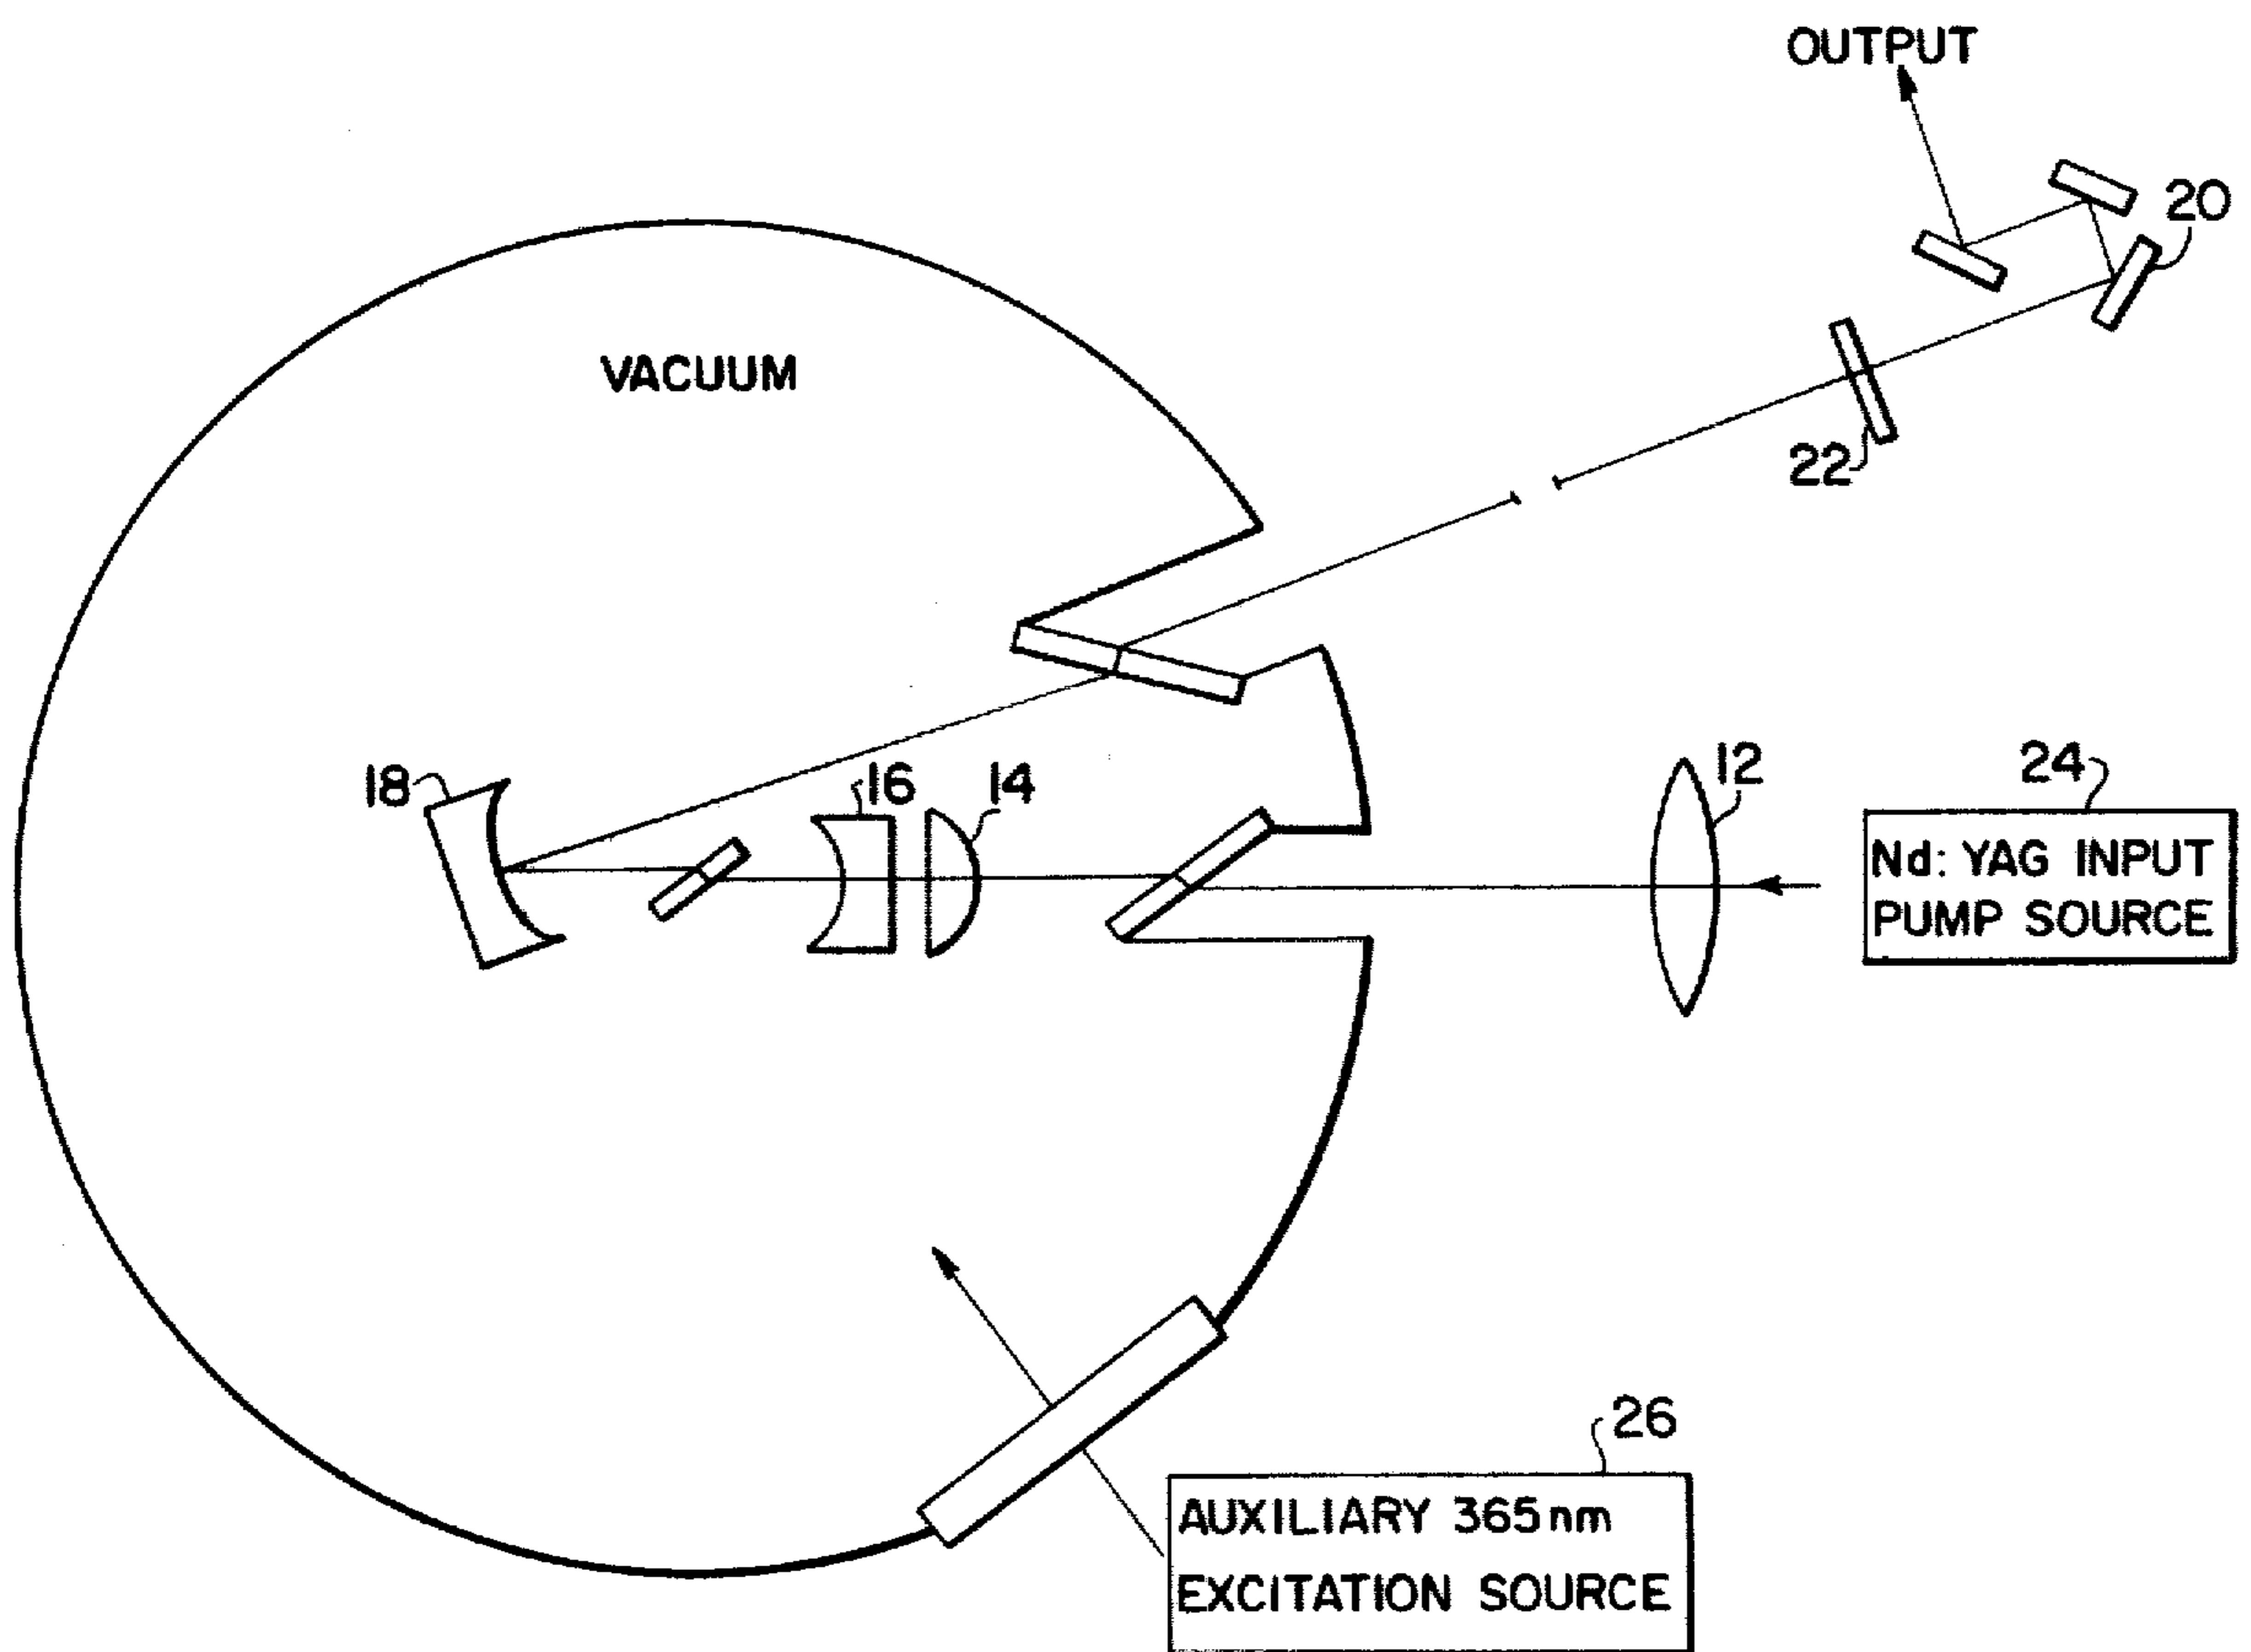 OUTPUT
20
VACUUM
22
18
16
14
12
24
Nd: YAG INPUT
PUMP SOURCE
26
AUXILIARY 365nm
EXCITATION SOURCE